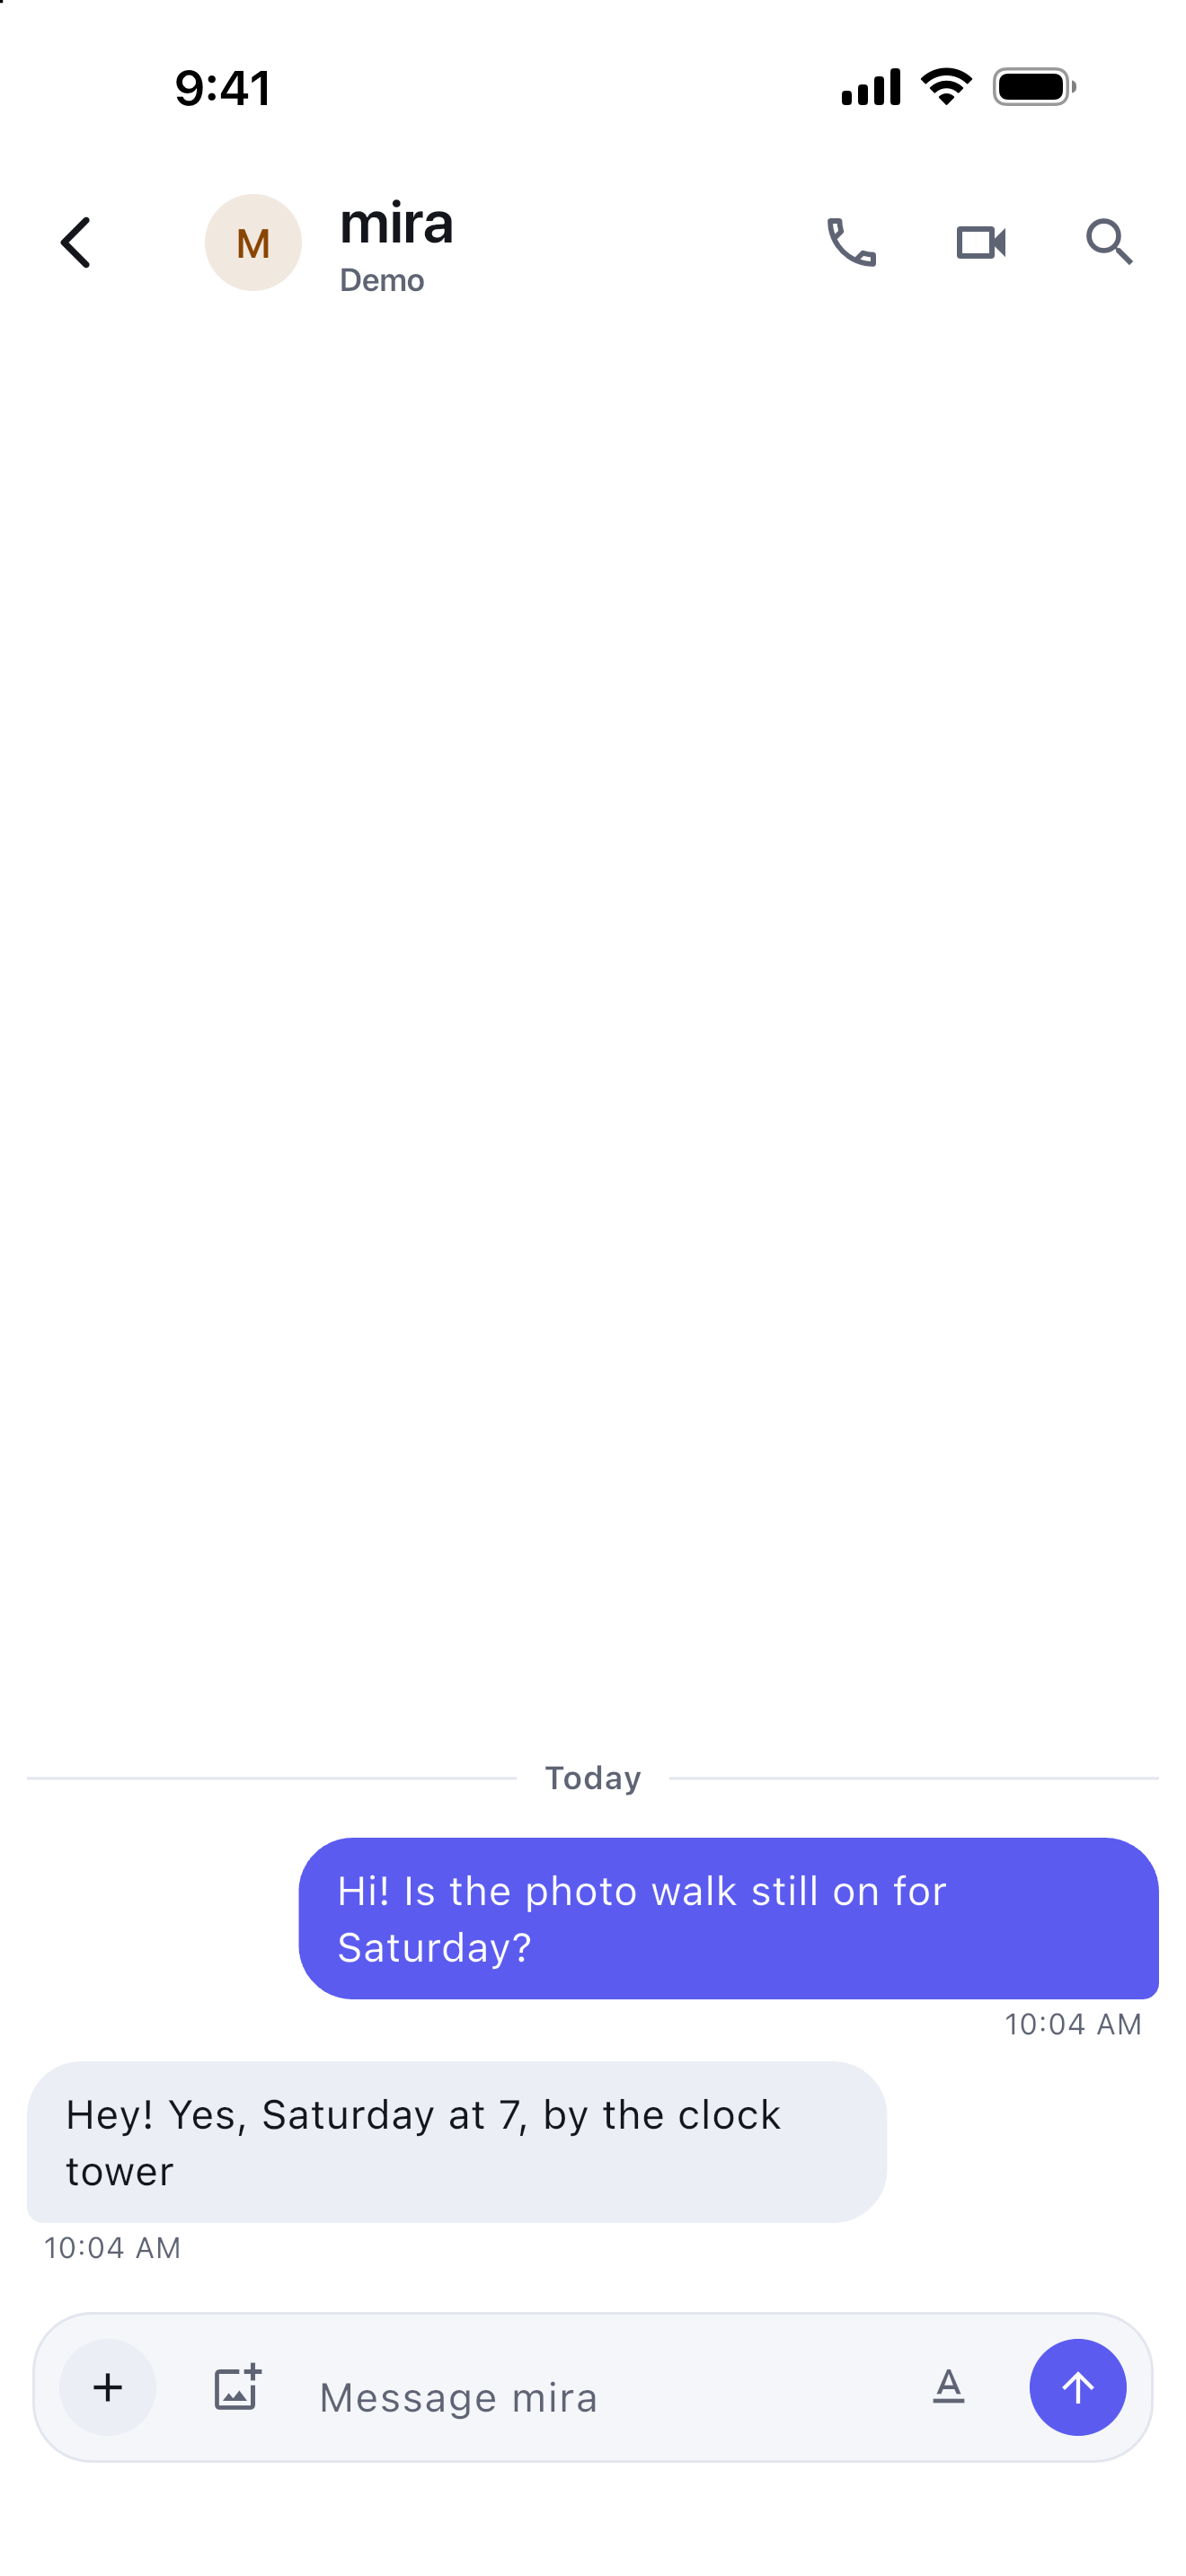 9:41
M
mira
Demo
Today
Hi! Is the photo walk still on for
Saturday?
10:04 AM
Hey! Yes, Saturday at 7, by the clock
tower
10:04 AM
Message mira
A